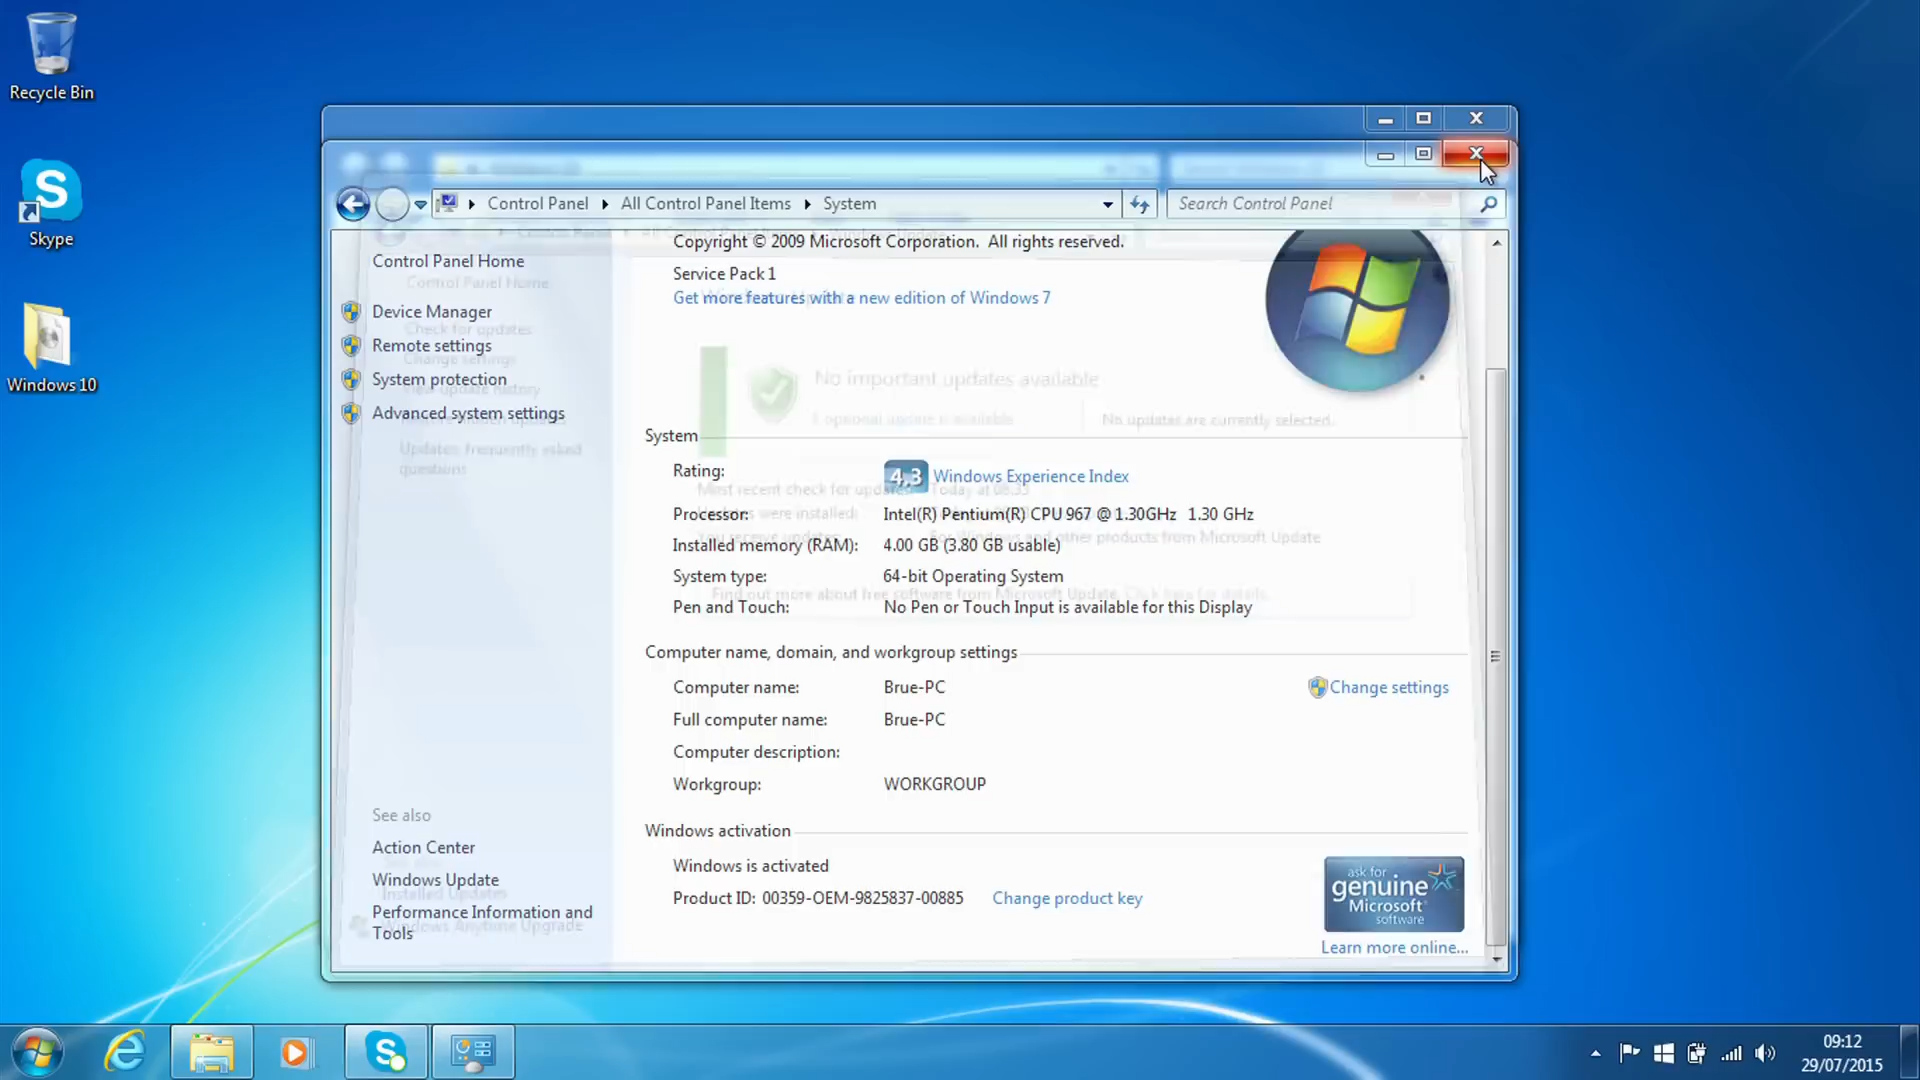 Recycle Bin
Skype
Windows 10
Control Panel
All Control Panel Items
System
Search Control Panel
Control Panel Home
Device Manager
Remote settings
System protection
Advanced system settings
Control Panel Home
Check for updates
Change settings
View update history
Restore hidden updates
Updates: frequently asked
questions
Copyright © 2009 Microsoft Corporation. All rights reserved.
Service Pack 1
Get more features with a new edition of Windows 7
No important updates available
1 optional update is available
No updates are currently selected.
System
Rating:
4,3
Windows Experience Index
Most recent check for updates:
Today at 08:33
Updates were installed:
Processor:
Intel(R) Pentium(R) CPU 967 @ 1.30GHz 1.30 GHz
You receive updates:
For Windows and other products from Microsoft Update
Installed memory (RAM):
4.00 GB (3.80 GB usable)
System type:
64-bit Operating System
Find out more about free software from Microsoft Update. Click here for details.
Pen and Touch:
No Pen or Touch Input is available for this Display
Computer name, domain, and workgroup settings
Computer name:
Brue-PC
Change settings
Full computer name:
Brue-PC
Computer description:
Workgroup:
WORKGROUP
Windows activation
Windows is activated
Product ID: 00359-OEM-9825837-00885
Change product key
ask for
genuine
Microsoft
software
Learn more online...
See also
Action Center
Windows Update
Installed Updates
Performance Information and
Tools
Windows Anytime Upgrade
09:12
29/07/2015